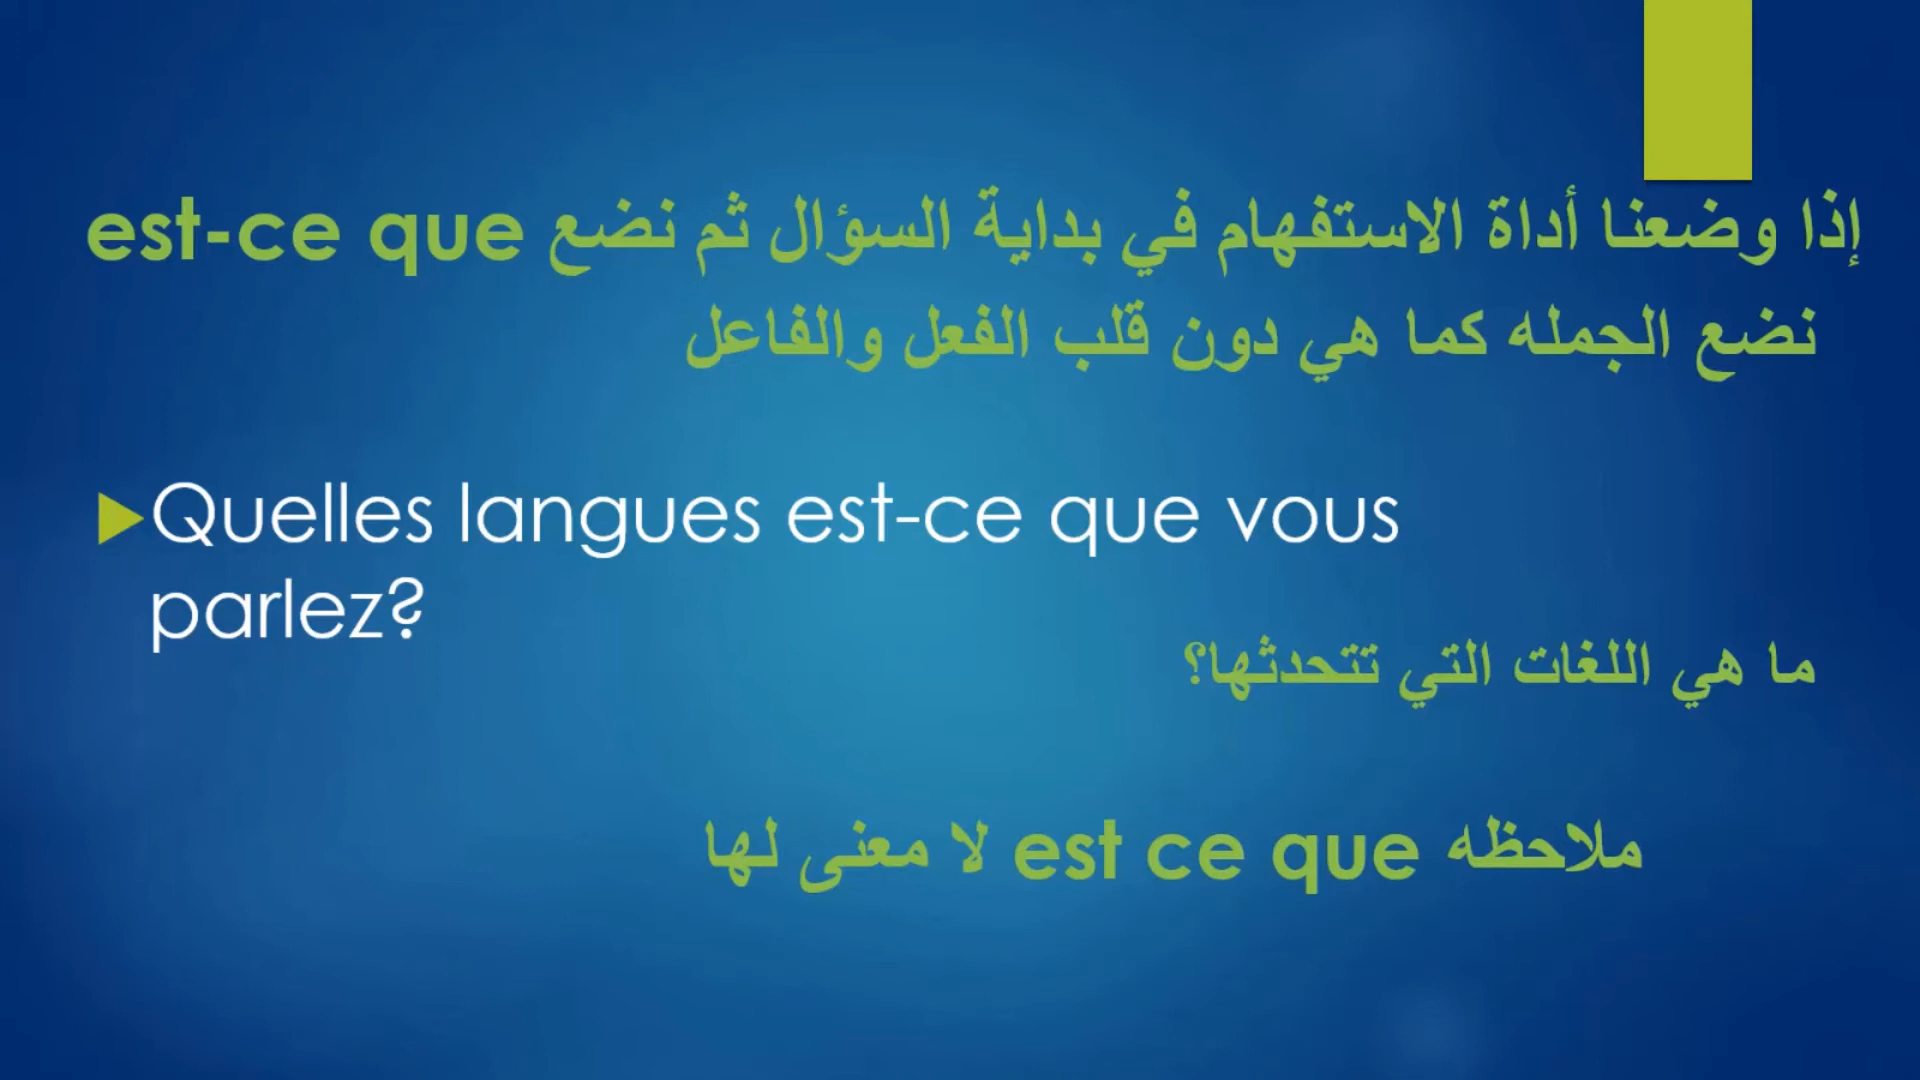 إذا وضعنا أداة الاستفهام في بداية السؤال ثم نضع est-ce que
نضع الجمله كما هي دون قلب الفعل والفاعل
Quelles langues est-ce que vous
parlez?
ما هي اللغات التي تتحدثها؟
ملاحظه est ce que لا معنى لها